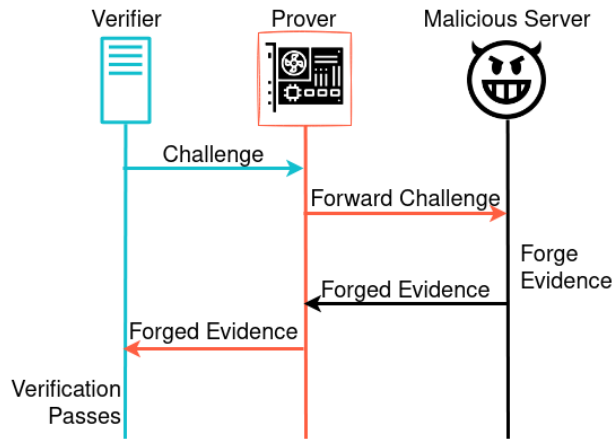 Verifier
Prover
Malicious Server
Challenge
Forward Challenge
Forge
Evidence
Forged Evidence
Forged Evidence
Verification
Passes